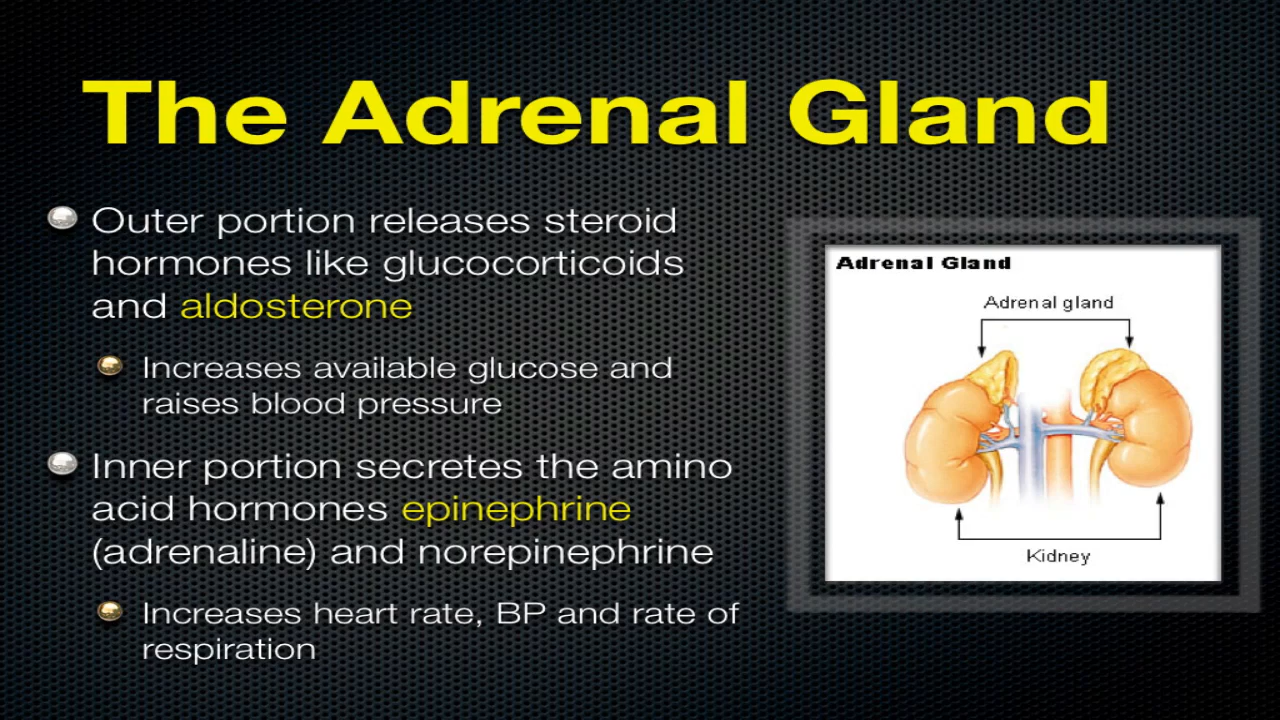 The Adrenal Gland
Outer portion releases steroid
hormones like glucocorticoids
and aldosterone
Increases available glucose and
raises blood pressure
Inner portion secretes the amino
acid hormones epinephrine
(adrenaline) and norepinephrine
Increases heart rate, BP and rate of
respiration
Adrenal Gland
Adrenal gland
Kidney